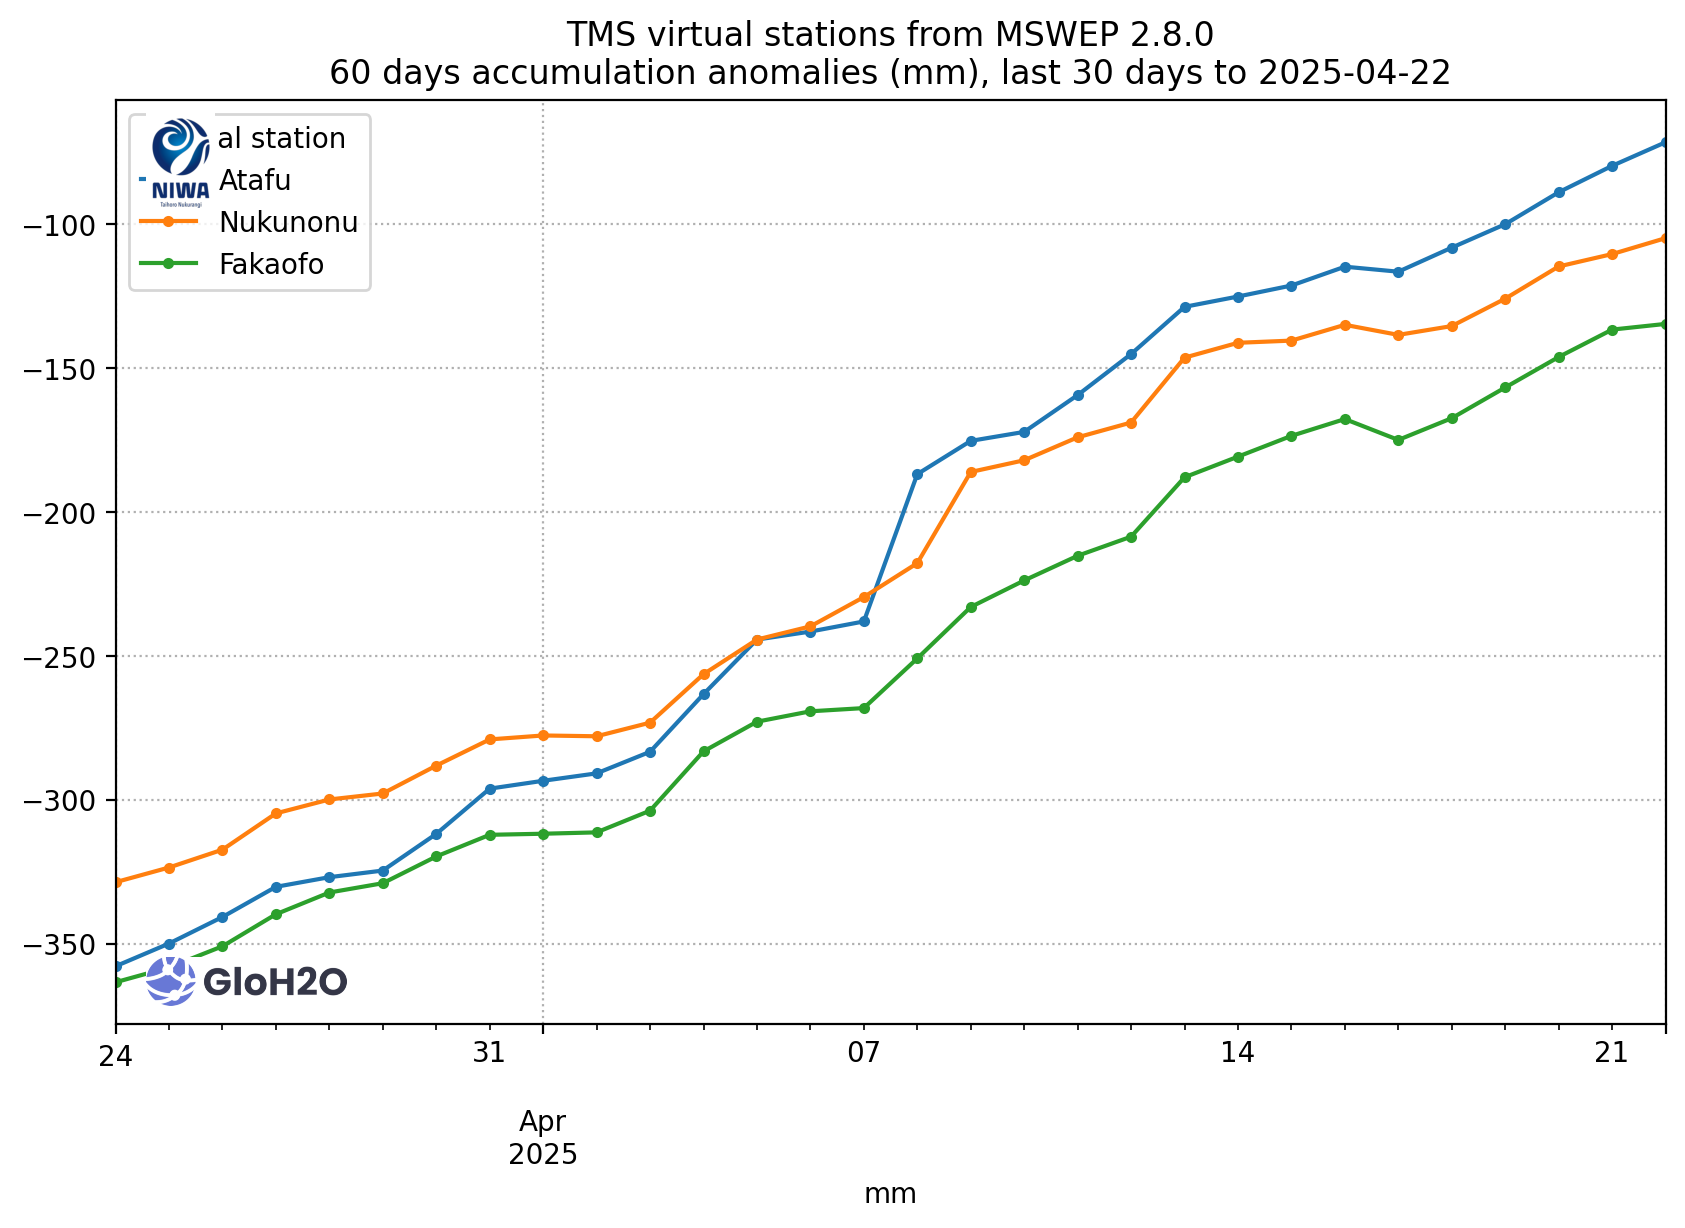 TMS virtual stations from MSWEP 2.8.0
60 days accumulation anomalies (mm), last 30 days to 2025-04-22
al station
Atafu
Nukunonu
Fakaofo
NIWA
Taihoro Nukurangi
−100
−150
−200
−250
−300
−350
GloH2O
24
31
07
14
21
Apr
2025
mm